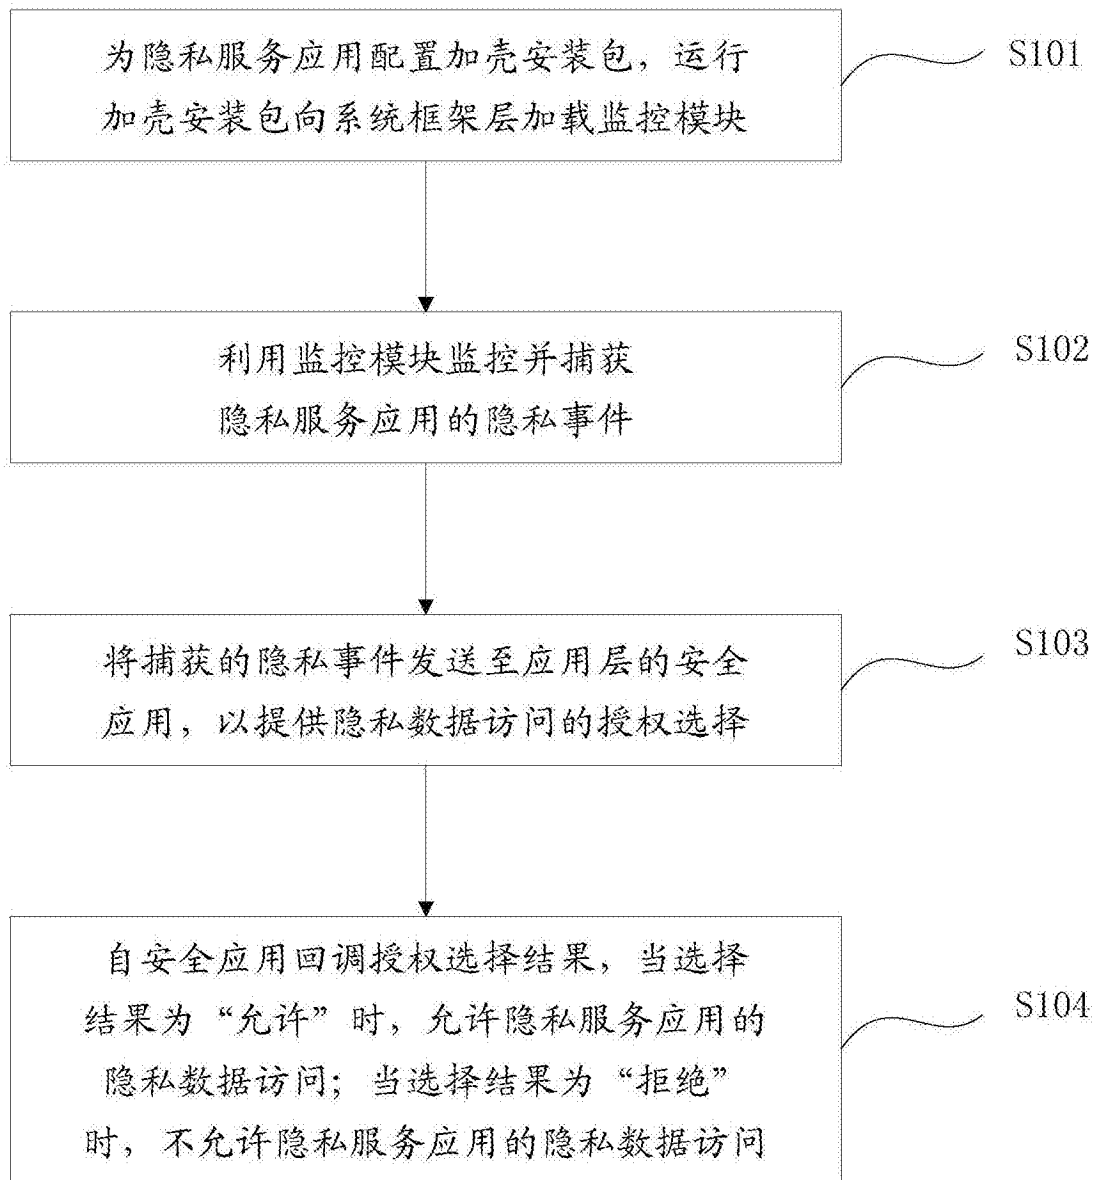 为隐私服务应用配置加壳安装包，运行
加壳安装包向系统框架层加载监控模块
S101
利用监控模块监控并捕获
隐私服务应用的隐私事件
S102
将捕获的隐私事件发送至应用层的安全
应用，以提供隐私数据访问的授权选择
S103
自安全应用回调授权选择结果，当选择
结果为“允许”时，允许隐私服务应用的
隐私数据访问；当选择结果为“拒绝”
时，不允许隐私服务应用的隐私数据访问
S104